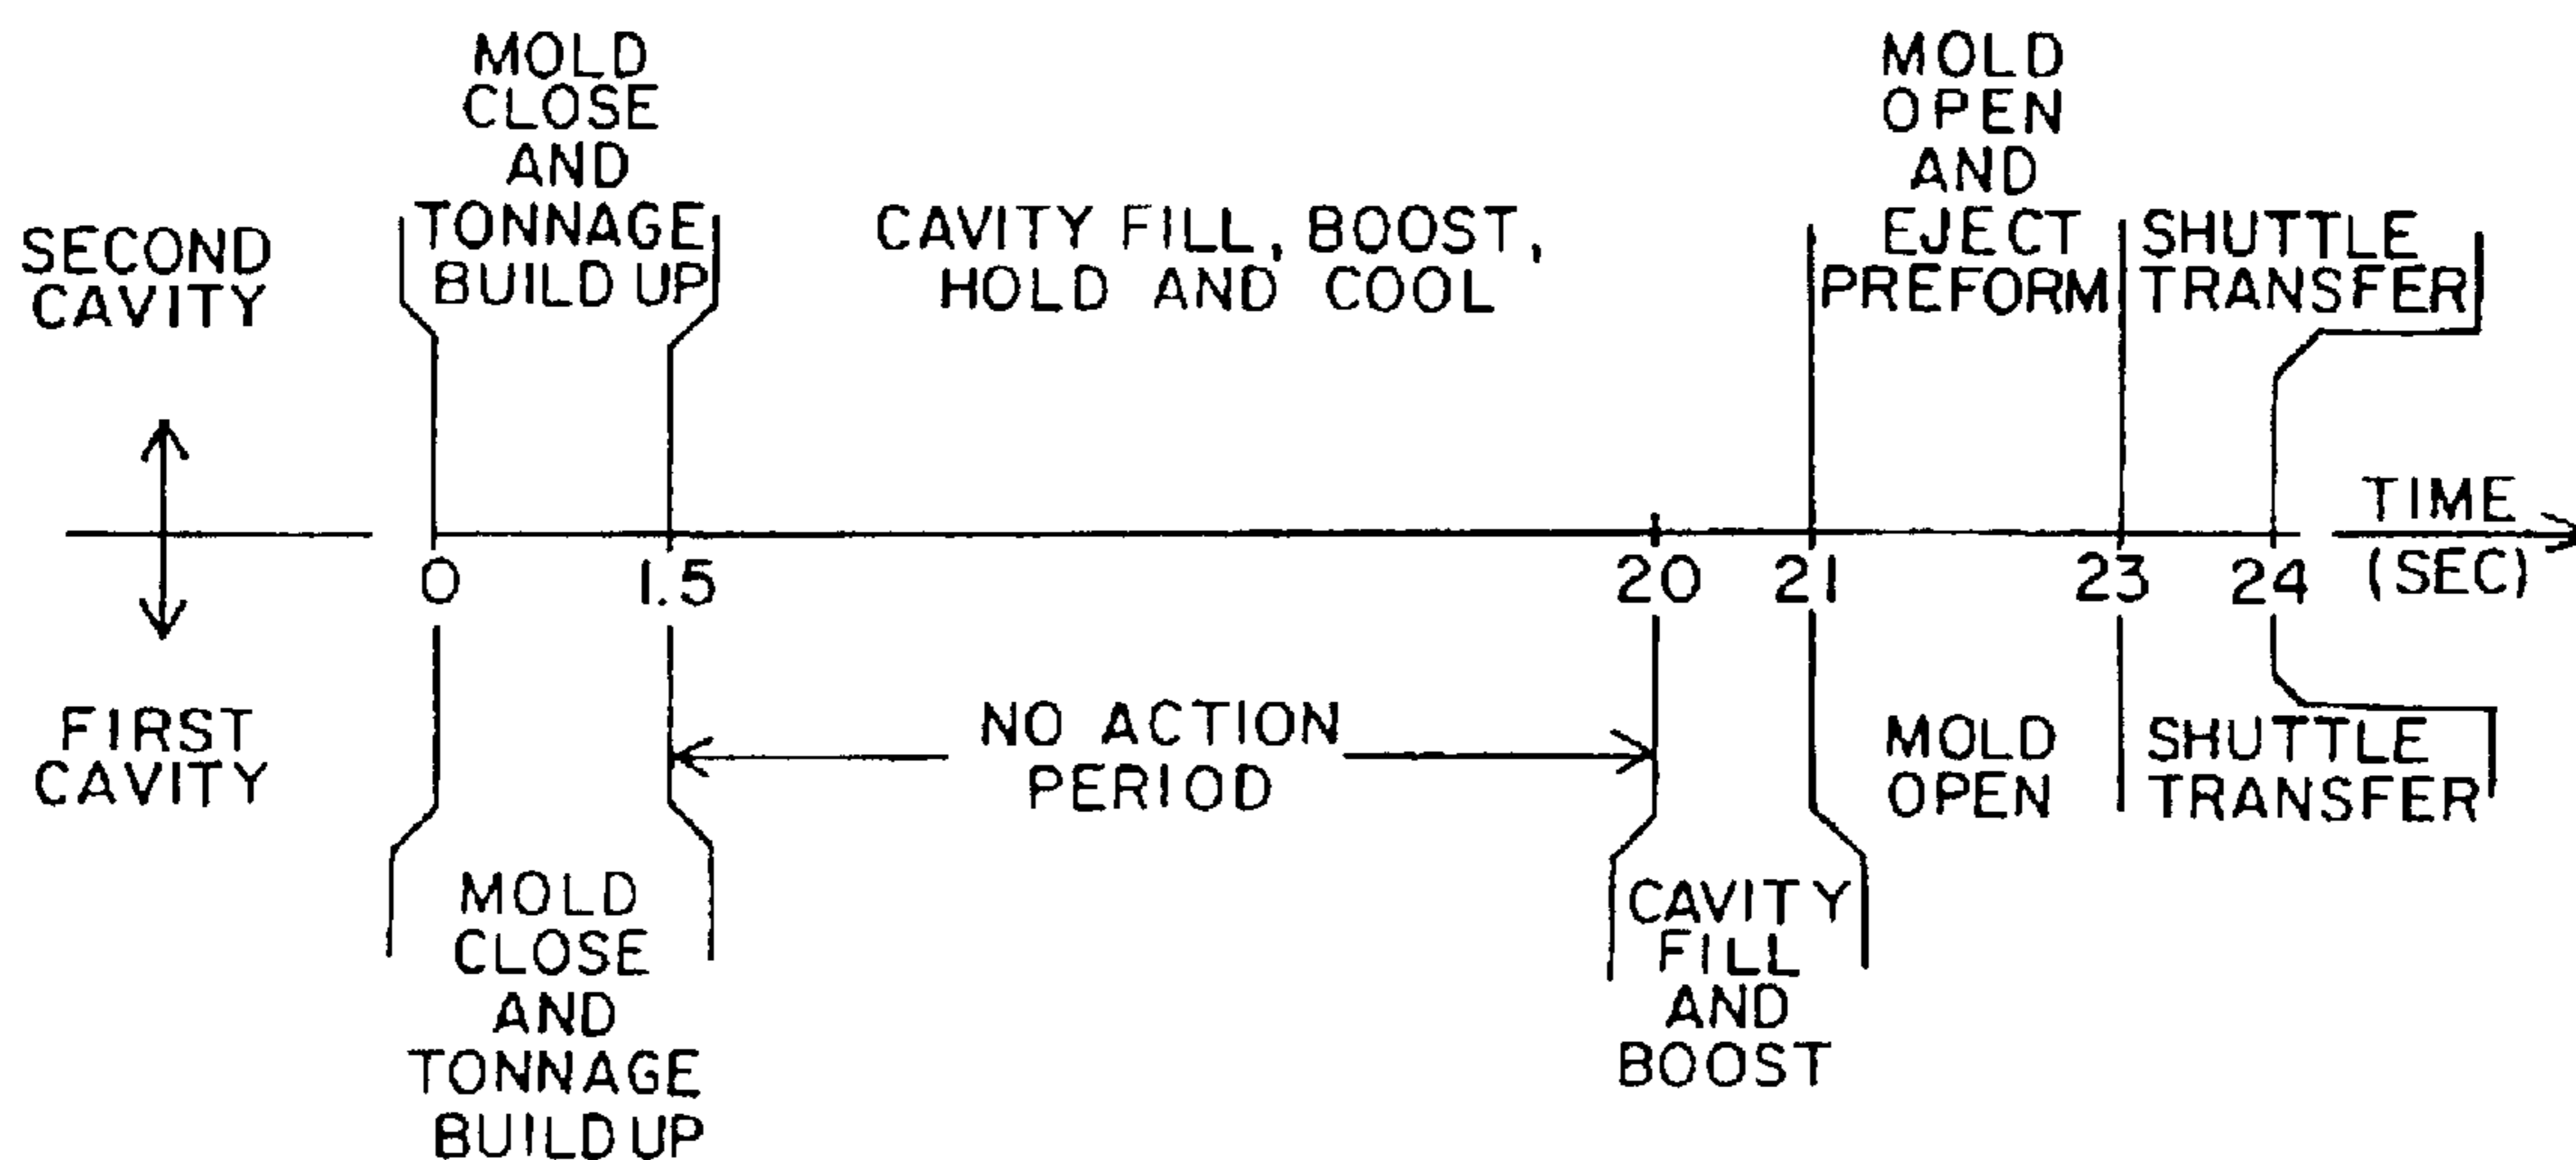 MOLD
CLOSE
AND
TONNAGE
BUILD UP
MOLD
OPEN
AND
EJECT
PREFORM
SECOND
CAVITY
CAVITY FILL, BOOST,
HOLD AND COOL
SHUTTLE
TRANSFER
TIME
(SEC)
0 1.5 20 21 23 24
FIRST
CAVITY
NO ACTION
PERIOD
MOLD
OPEN
SHUTTLE
TRANSFER
MOLD
CLOSE
AND
TONNAGE
BUILD UP
CAVITY
FILL
AND
BOOST